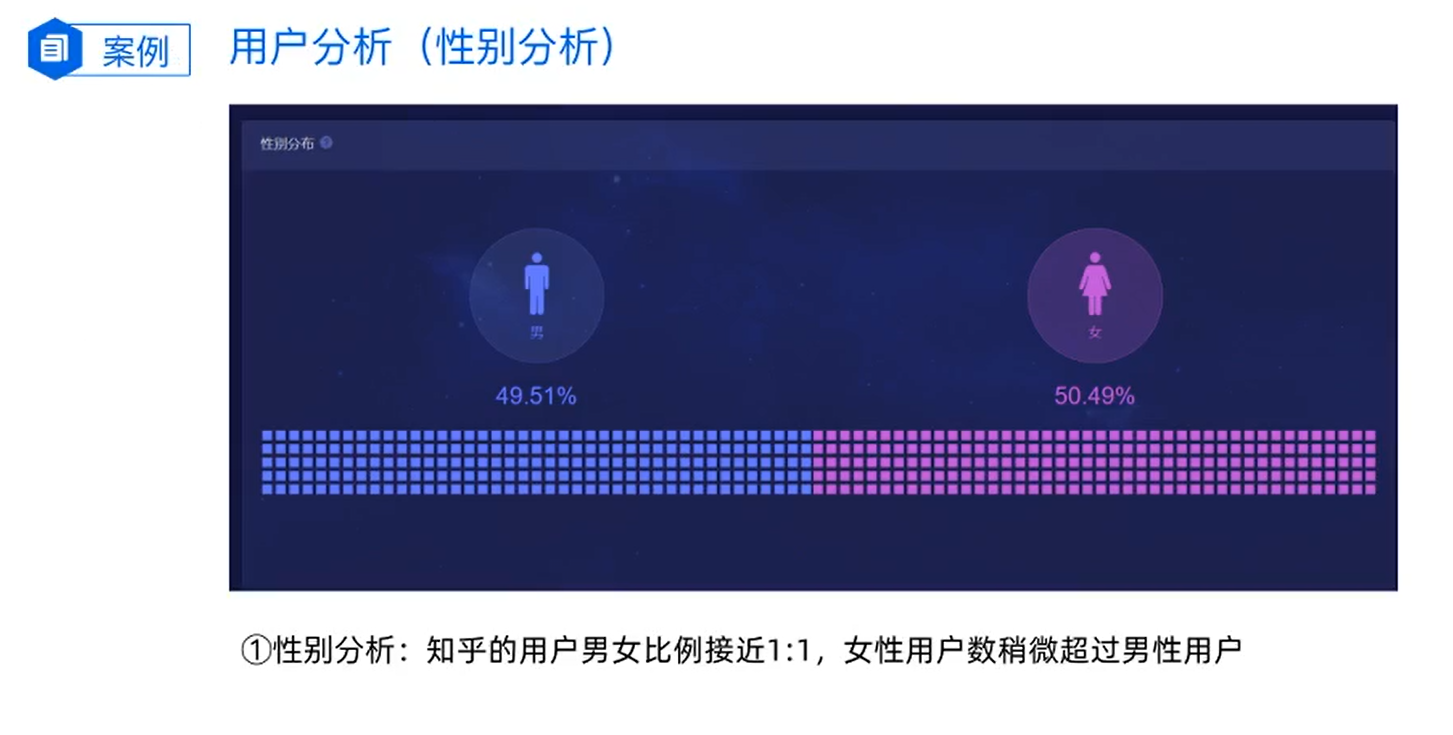 案例
用户分析（性别分析）
性别分布
男
女
49.51%
50.49%
①性别分析：知乎的用户男女比例接近1:1，女性用户数稍微超过男性用户